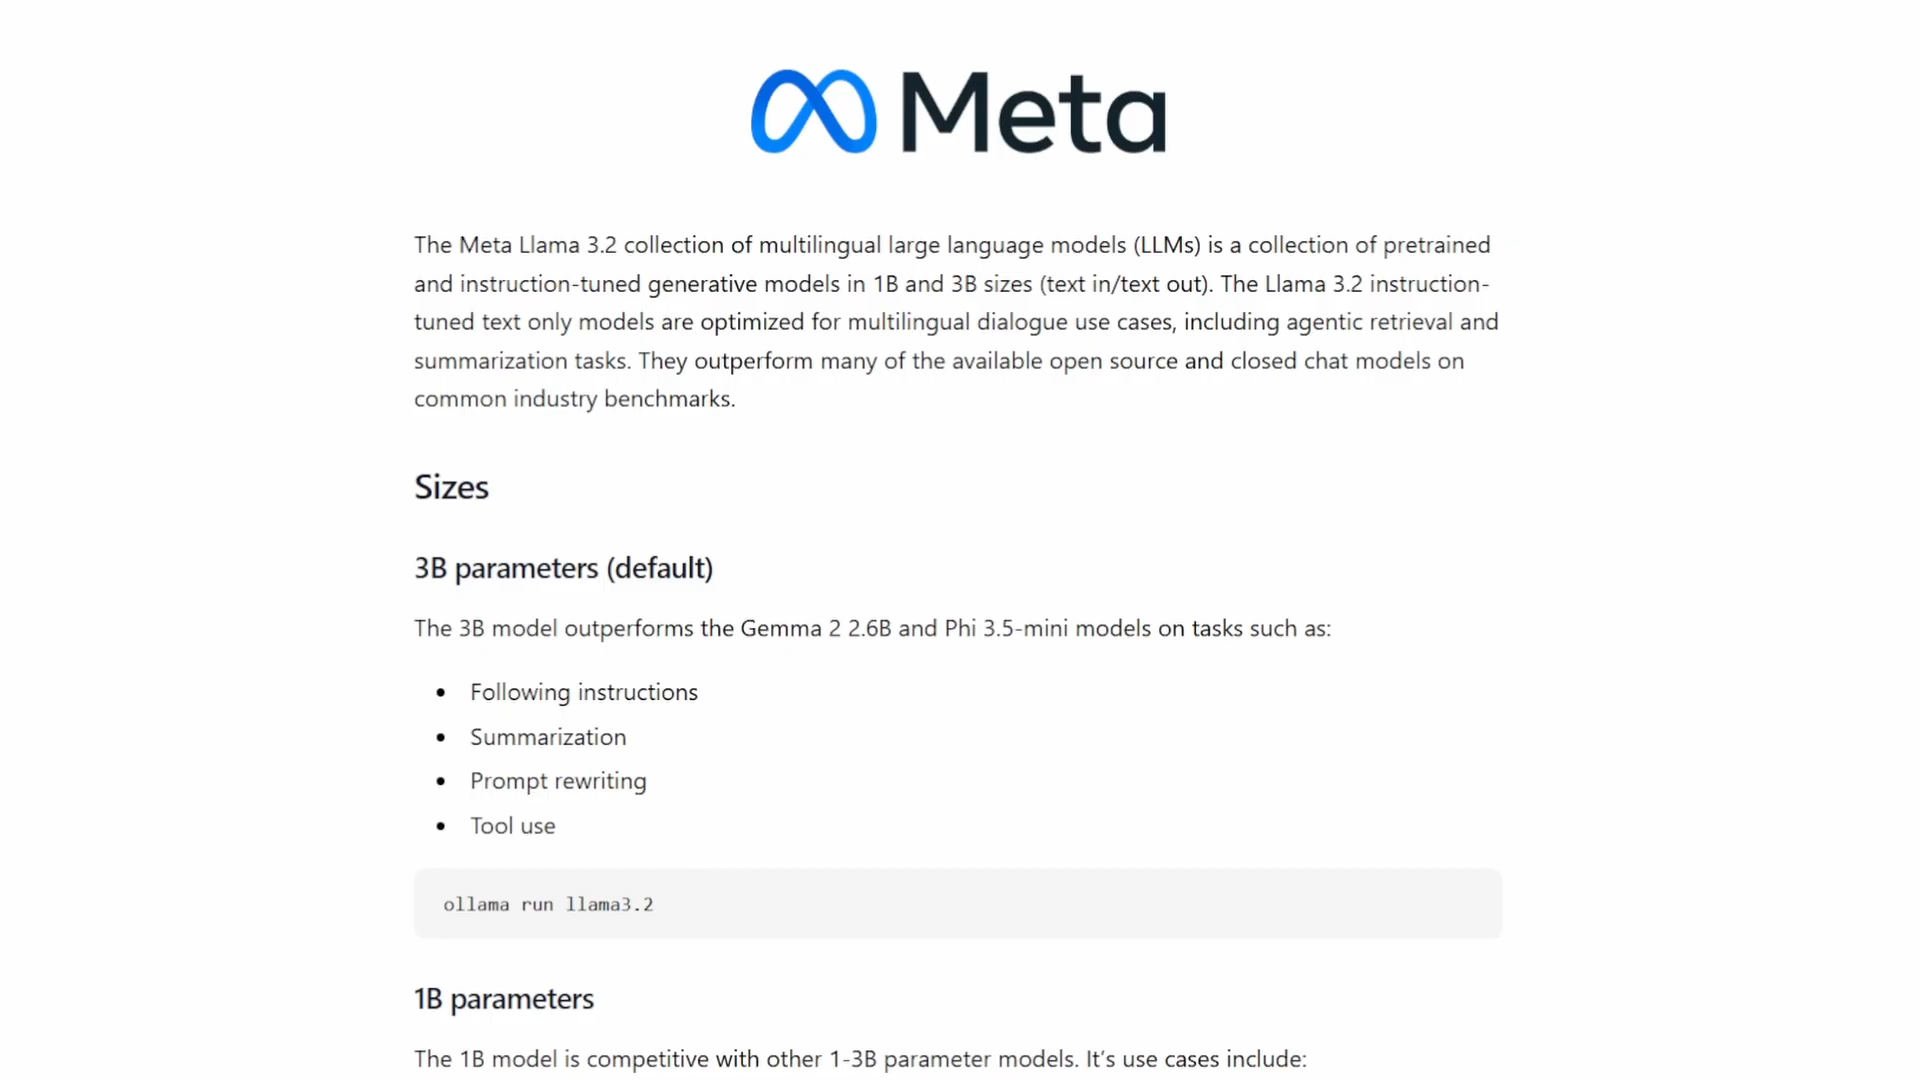 Meta
The Meta Llama 3.2 collection of multilingual large language models (LLMs) is a collection of pretrained
and instruction-tuned generative models in 1B and 3B sizes (text in/text out). The Llama 3.2 instruction-
tuned text only models are optimized for multilingual dialogue use cases, including agentic retrieval and
summarization tasks. They outperform many of the available open source and closed chat models on
common industry benchmarks.
Sizes
3B parameters (default)
The 3B model outperforms the Gemma 2 2.6B and Phi 3.5-mini models on tasks such as:
• Following instructions
• Summarization
• Prompt rewriting
• Tool use
ollama run llama3.2
1B parameters
The 1B model is competitive with other 1-3B parameter models. It's use cases include: